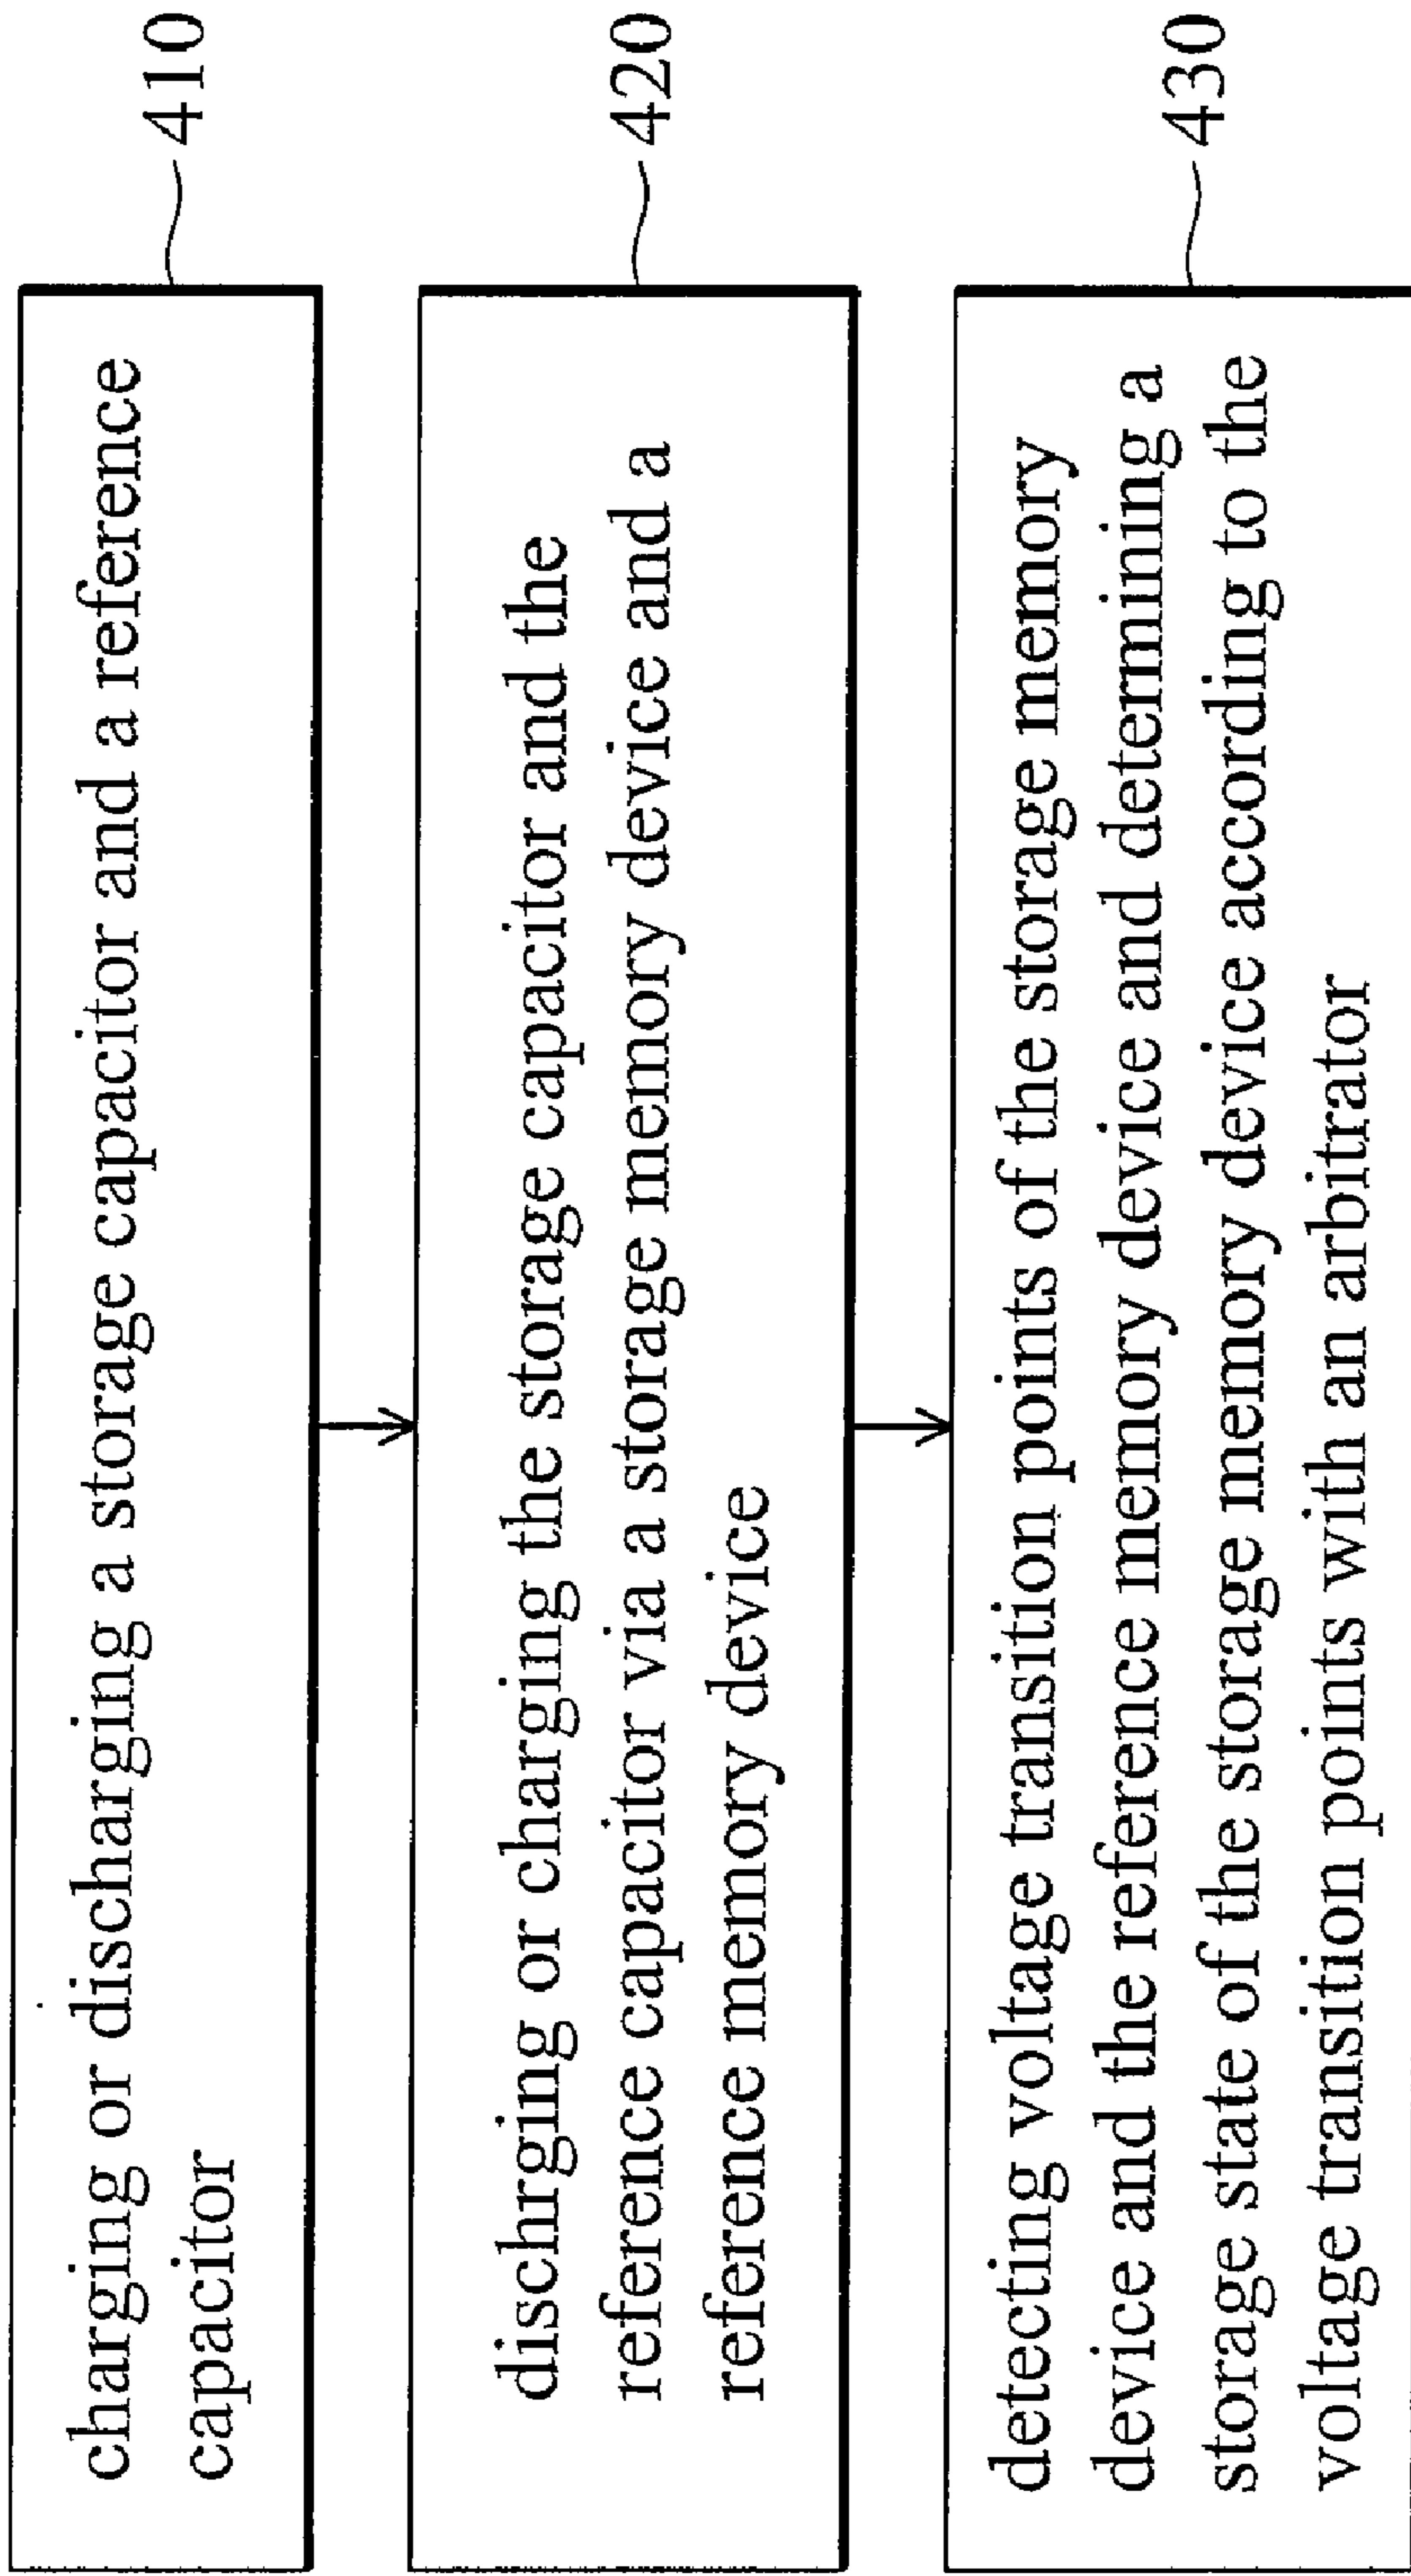 charging or discharging a storage capacitor and a reference
capacitor
410
dischrging or charging the storage capacitor and the
reference capacitor via a storage memory device and a
reference memory device
420
detecting voltage transition points of the storage memory
device and the reference memory device and determining a
storage state of the storage memory device according to the
voltage transition points with an arbitrator
430